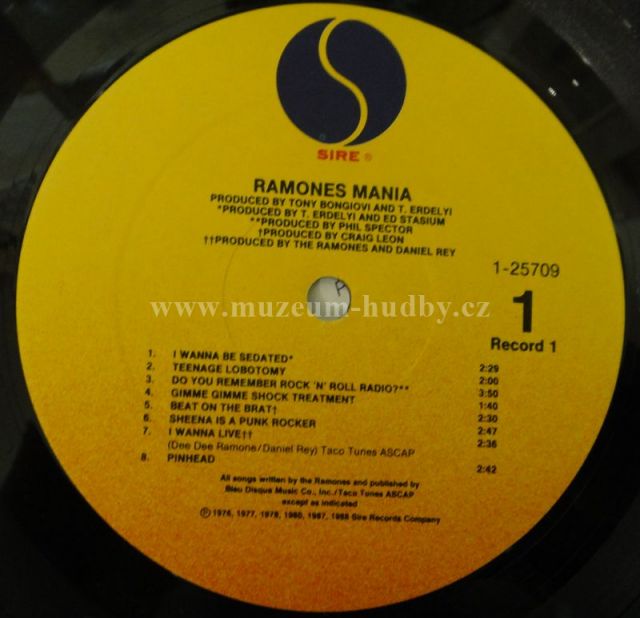 SIRE ®
RAMONES MANIA
PRODUCED BY TONY BONGIOVI AND T. ERDELYI
*PRODUCED BY T. ERDELYI AND ED STASIUM
**PRODUCED BY PHIL SPECTOR
†PRODUCED BY CRAIG LEON
††PRODUCED BY THE RAMONES AND DANIEL REY
1-25709
www.muzeum-hudby.cz
1
Record 1
1. I WANNA BE SEDATED* 2:29
2. TEENAGE LOBOTOMY 2:00
3. DO YOU REMEMBER ROCK 'N' ROLL RADIO?** 3:50
4. GIMME GIMME SHOCK TREATMENT 1:40
5. BEAT ON THE BRAT† 2:30
6. SHEENA IS A PUNK ROCKER 2:47
7. I WANNA LIVE†† 2:36
(Dee Dee Ramone/Daniel Rey) Taco Tunes ASCAP
8. PINHEAD 2:42
All songs written by the Ramones and published by
Bleu Disque Music Co., Inc./Taco Tunes ASCAP
except as indicated
℗ 1976, 1977, 1978, 1980, 1987, 1988 Sire Records Company